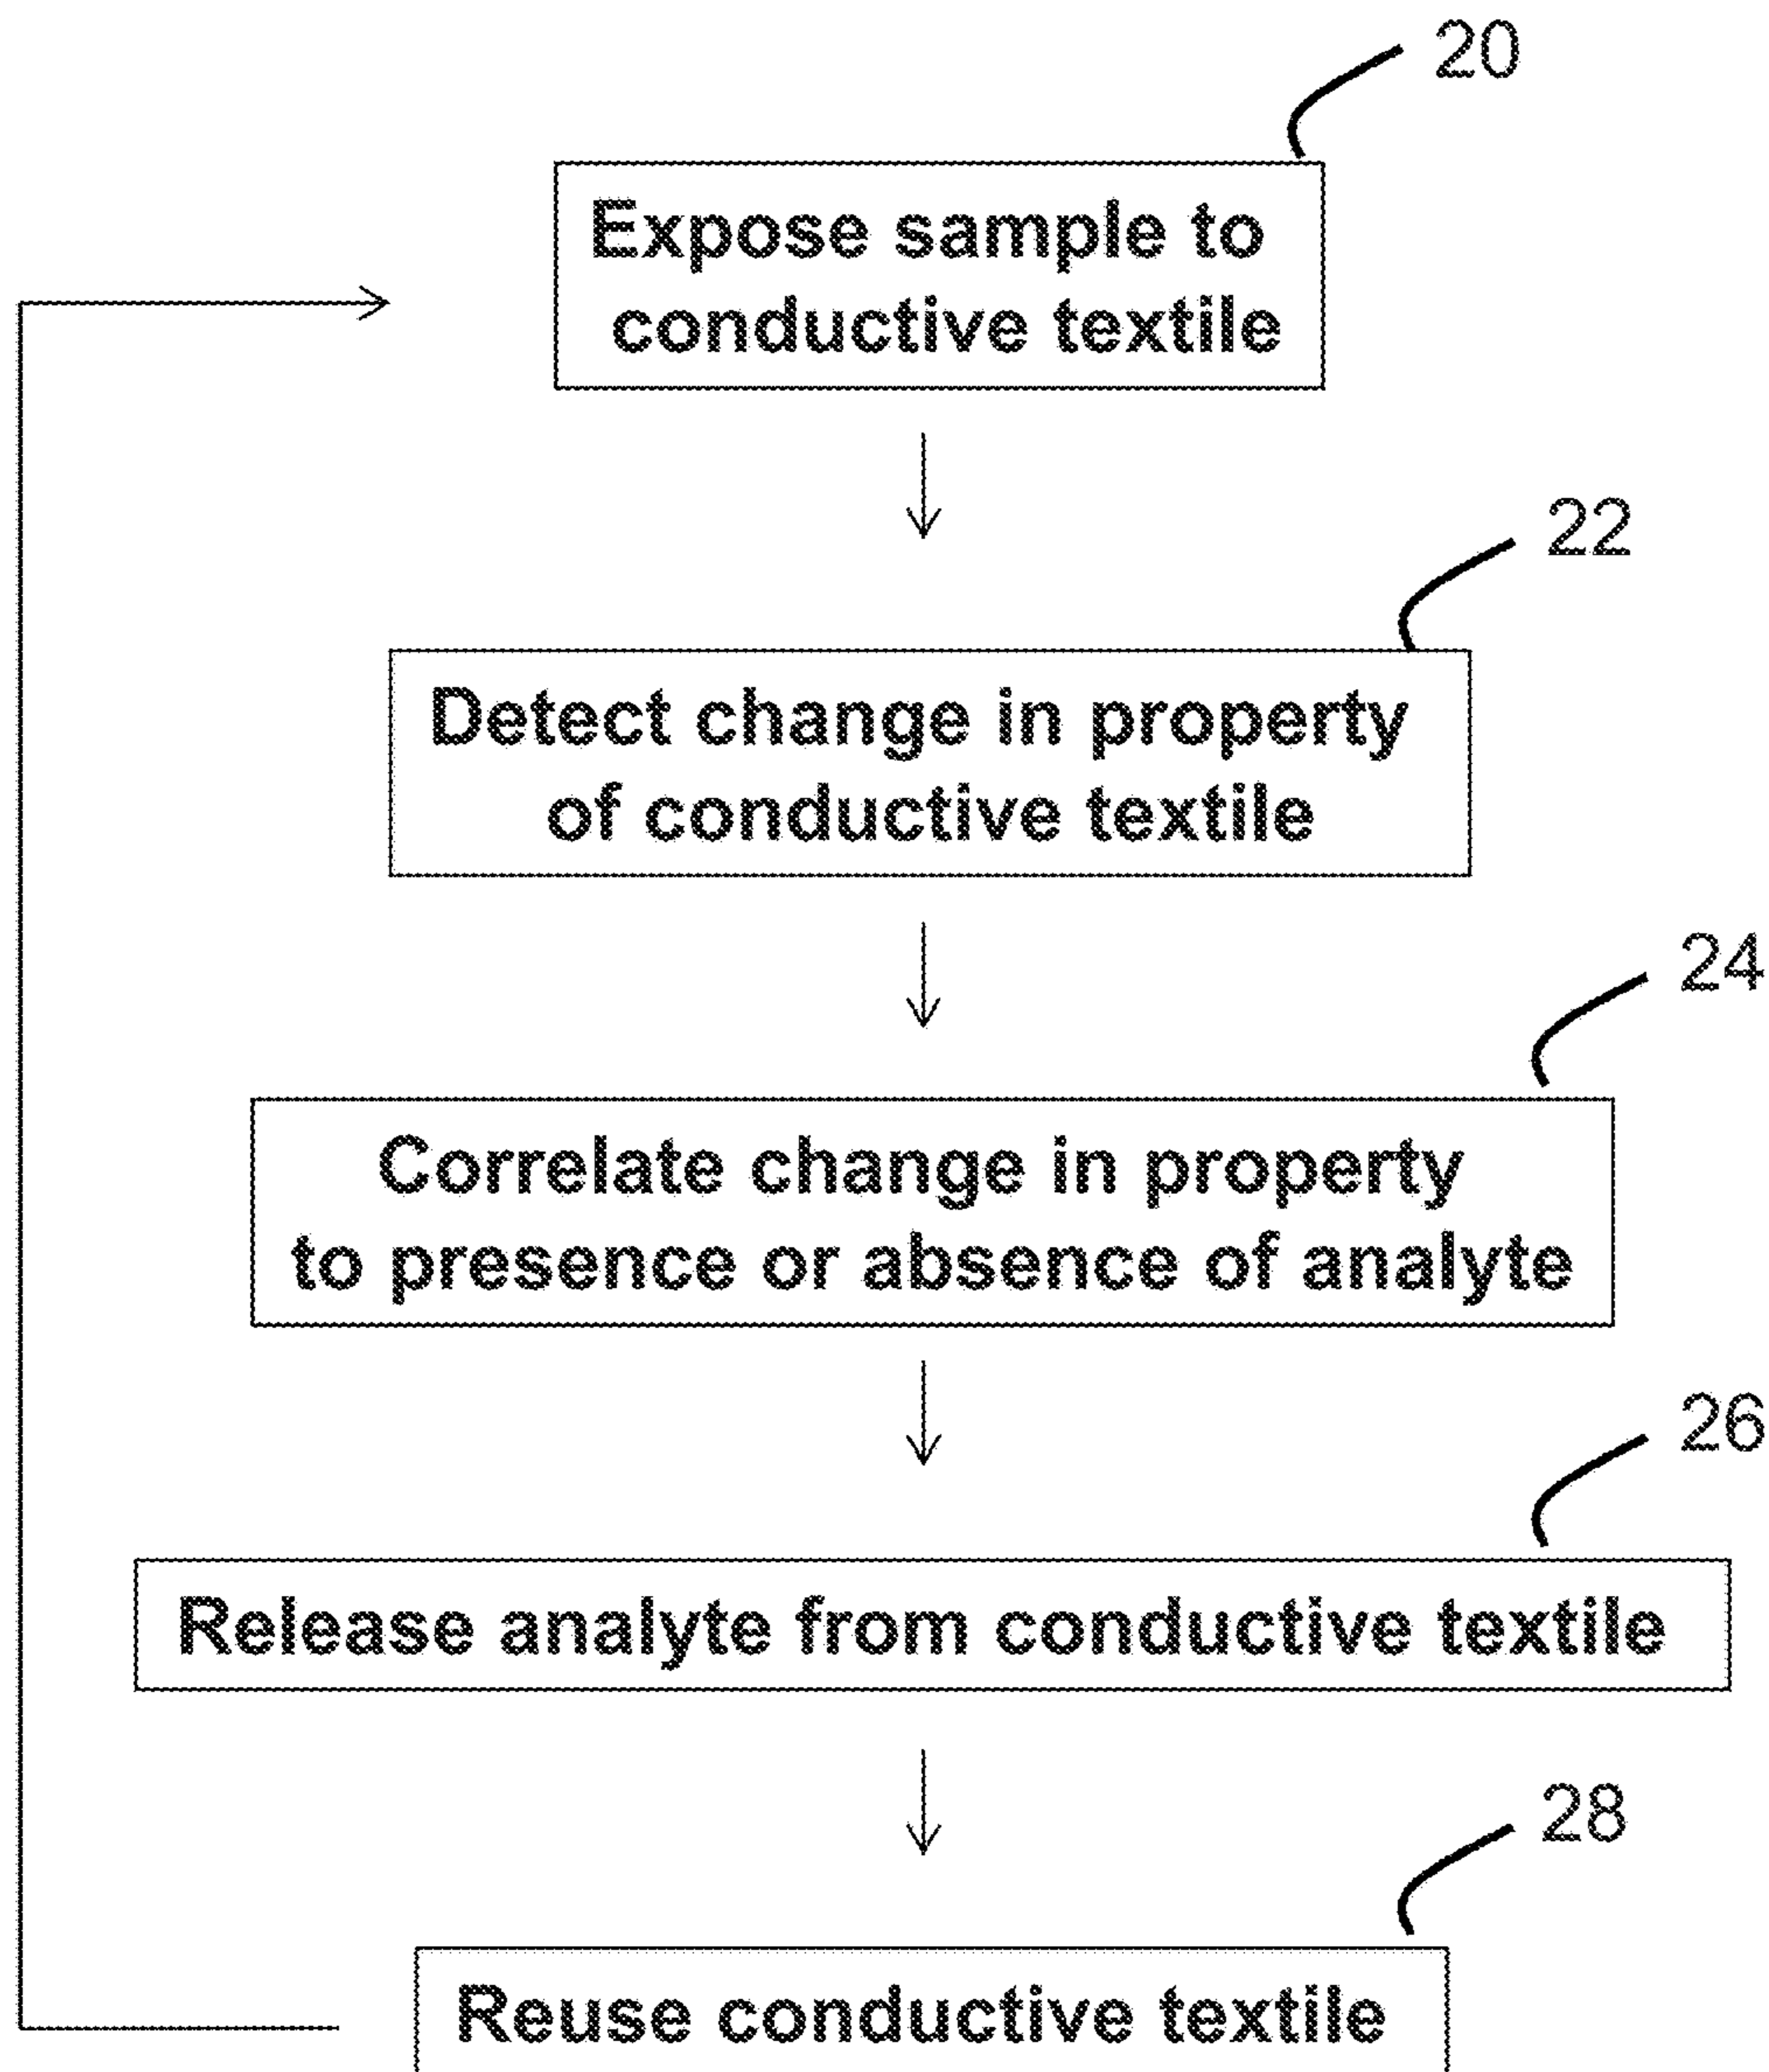 20
Expose sample to
conductive textile
22
Detect change in property
of conductive textile
24
Correlate change in property
to presence or absence of analyte
26
Release analyte from conductive textile
28
Reuse conductive textile